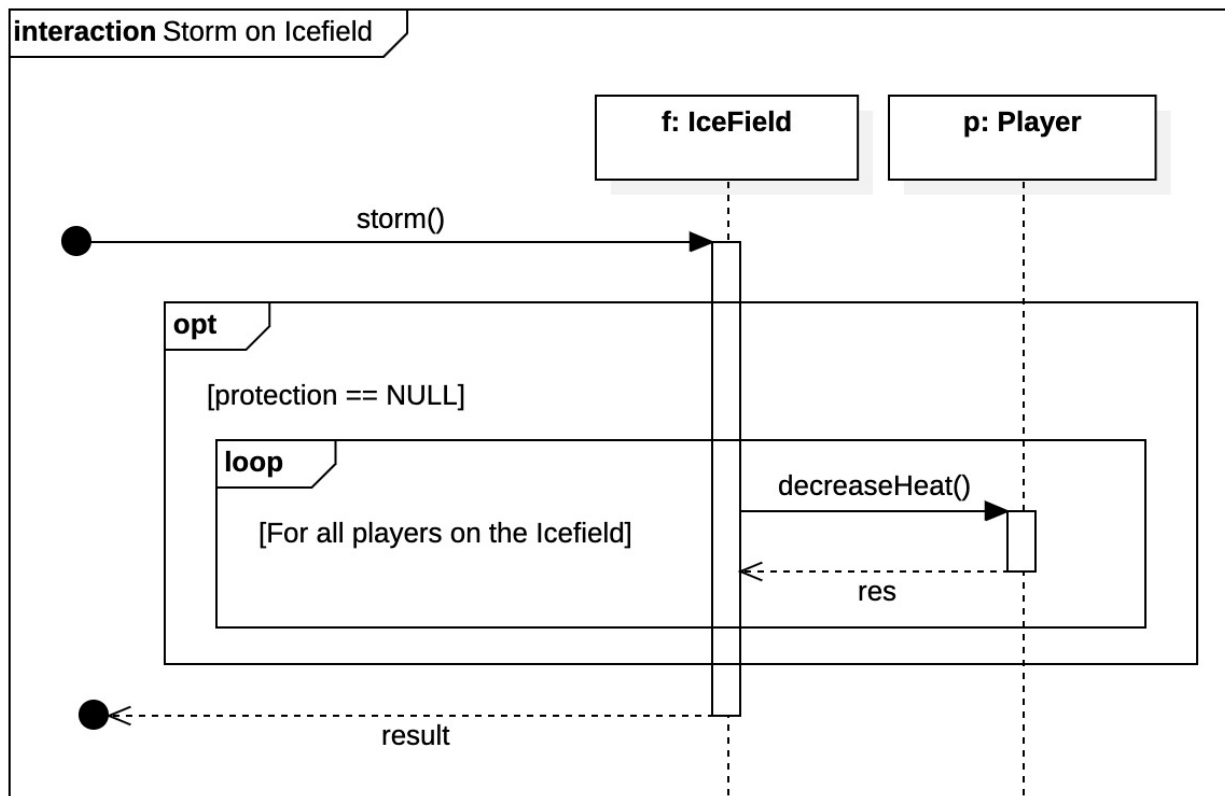 interaction Storm on Icefield
f: IceField
p: Player
storm()
opt
[protection == NULL]
loop
decreaseHeat()
[For all players on the Icefield]
res
result